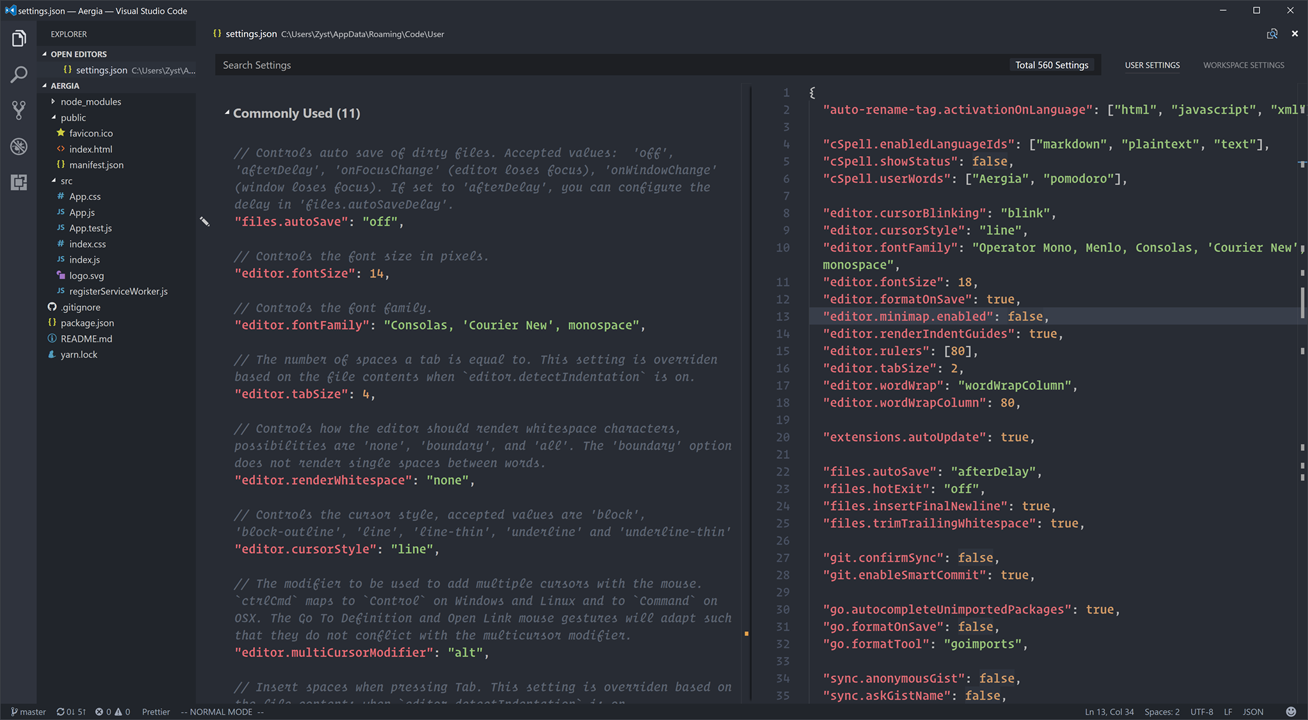 settings.json — Aergia — Visual Studio Code
EXPLORER
OPEN EDITORS
{} settings.json C:\Users\Zyst\A...
AERGIA
node_modules
public
favicon.ico
<> index.html
{} manifest.json
src
# App.css
JS App.js
JS App.test.js
# index.css
JS index.js
logo.svg
JS registerServiceWorker.js
.gitignore
{} package.json
README.md
yarn.lock
{} settings.json C:\Users\Zyst\AppData\Roaming\Code\User
Search Settings
Total 560 Settings
USER SETTINGS
WORKSPACE SETTINGS
Commonly Used (11)
// Controls auto save of dirty files. Accepted values:  'off',
'afterDelay', 'onFocusChange' (editor loses focus), 'onWindowChange'
(window loses focus). If set to 'afterDelay', you can configure the
delay in 'files.autoSaveDelay'.
"files.autoSave": "off",
// Controls the font size in pixels.
"editor.fontSize": 14,
// Controls the font family.
"editor.fontFamily": "Consolas, 'Courier New', monospace",
// The number of spaces a tab is equal to. This setting is overriden
based on the file contents when `editor.detectIndentation` is on.
"editor.tabSize": 4,
// Controls how the editor should render whitespace characters,
possibilities are 'none', 'boundary', and 'all'. The 'boundary' option
does not render single spaces between words.
"editor.renderWhitespace": "none",
// Controls the cursor style, accepted values are 'block',
'block-outline', 'line', 'line-thin', 'underline' and 'underline-thin'
"editor.cursorStyle": "line",
// The modifier to be used to add multiple cursors with the mouse.
`ctrlCmd` maps to `Control` on Windows and Linux and to `Command` on
OSX. The Go To Definition and Open Link mouse gestures will adapt such
that they do not conflict with the multicursor modifier.
"editor.multiCursorModifier": "alt",
// Insert spaces when pressing Tab. This setting is overriden based on
the file contents when `editor.detectIndentation` is on.
1 {
2 "auto-rename-tag.activationOnLanguage": ["html", "javascript", "xml"
3
4 "cSpell.enabledLanguageIds": ["markdown", "plaintext", "text"],
5 "cSpell.showStatus": false,
6 "cSpell.userWords": ["Aergia", "pomodoro"],
7
8 "editor.cursorBlinking": "blink",
9 "editor.cursorStyle": "line",
10 "editor.fontFamily": "Operator Mono, Menlo, Consolas, 'Courier New',
monospace",
11 "editor.fontSize": 18,
12 "editor.formatOnSave": true,
13 "editor.minimap.enabled": false,
14 "editor.renderIndentGuides": true,
15 "editor.rulers": [80],
16 "editor.tabSize": 2,
17 "editor.wordWrap": "wordWrapColumn",
18 "editor.wordWrapColumn": 80,
19
20 "extensions.autoUpdate": true,
21
22 "files.autoSave": "afterDelay",
23 "files.hotExit": "off",
24 "files.insertFinalNewline": true,
25 "files.trimTrailingWhitespace": true,
26
27 "git.confirmSync": false,
28 "git.enableSmartCommit": true,
29
30 "go.autocompleteUnimportedPackages": true,
31 "go.formatOnSave": false,
32 "go.formatTool": "goimports",
33
34 "sync.anonymousGist": false,
35 "sync.askGistName": false,
master 0↓ 5↑ 0 0 Prettier -- NORMAL MODE --
Ln 13, Col 34 Spaces: 2 UTF-8 LF JSON